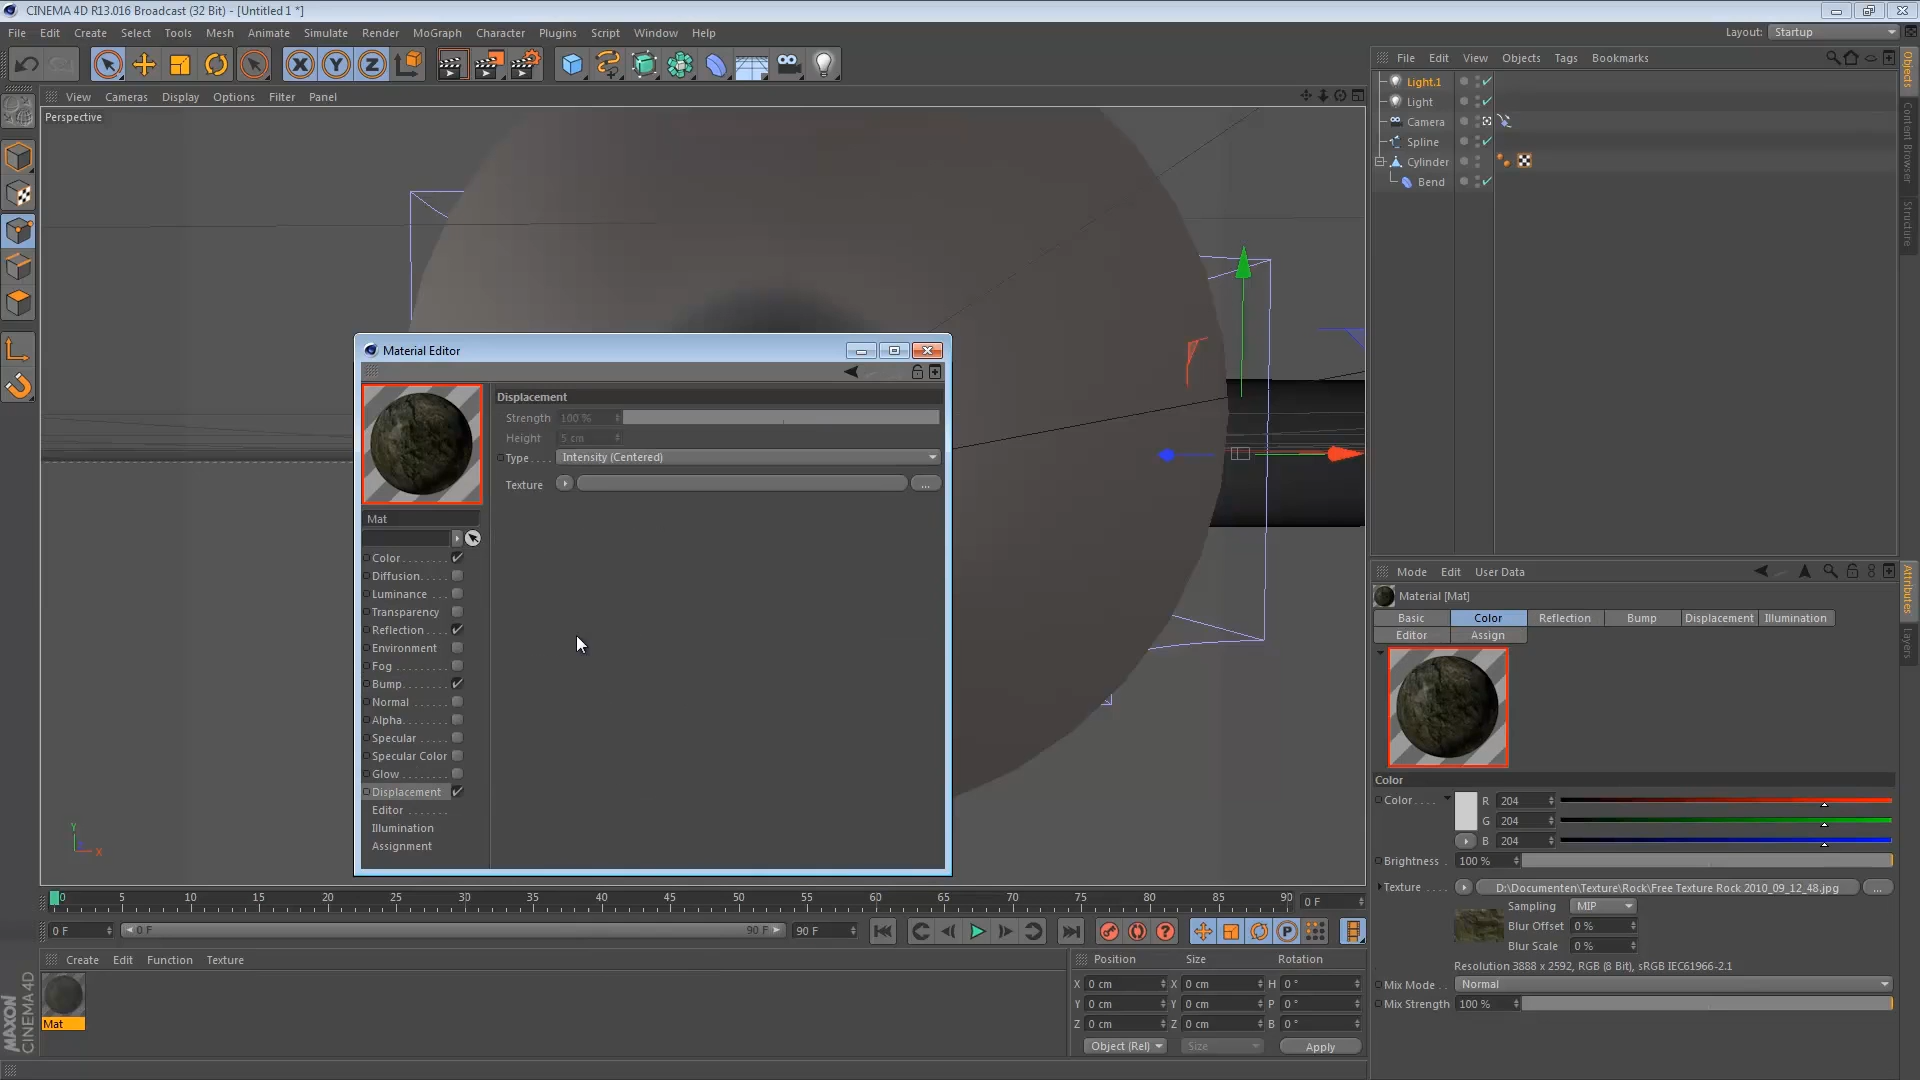 CINEMA 4D R13.016 Broadcast (32 Bit) - [Untitled 1 *]
File Edit Create Select Tools Mesh Animate Simulate Render MoGraph Character Plugins Script Window Help
Layout: Startup
View Cameras Display Options Filter Panel
Perspective
File Edit View Objects Tags Bookmarks
Light.1
Light
Camera
Spline
Cylinder
Bend
Objects
Content Browser
Structure
Material Editor
Displacement
Strength 100 %
Height 5 cm
Type.... Intensity (Centered)
Texture ...
Mat
Color........
Diffusion.....
Luminance ...
Transparency
Reflection....
Environment
Fog .........
Bump........
Normal ......
Alpha........
Specular .....
Specular Color
Glow ........
Displacement
Editor .......
Illumination
Assignment
Y
X
Mode Edit User Data
Material [Mat]
Basic Color Reflection Bump Displacement Illumination
Editor Assign
Attributes
Layers
Color
Color.... R 204
G 204
B 204
Brightness . 100 %
Texture .... D:\Documenten\Texture\Rock\Free Texture Rock 2010_09_12_48.jpg ...
Sampling MIP
Blur Offset 0 %
Blur Scale 0 %
Resolution 3888 x 2592, RGB (8 Bit), sRGB IEC61966-2.1
Mix Mode .. Normal
Mix Strength 100 %
0 5 10 15 20 25 30 35 40 45 50 55 60 65 70 75 80 85 90 0 F
0 F 0 F 90 F 90 F
Create Edit Function Texture
Mat
MAXON CINEMA 4D
Position Size Rotation
X 0 cm X 0 cm H 0 °
Y 0 cm Y 0 cm P 0 °
Z 0 cm Z 0 cm B 0 °
Object (Rel) Size Apply